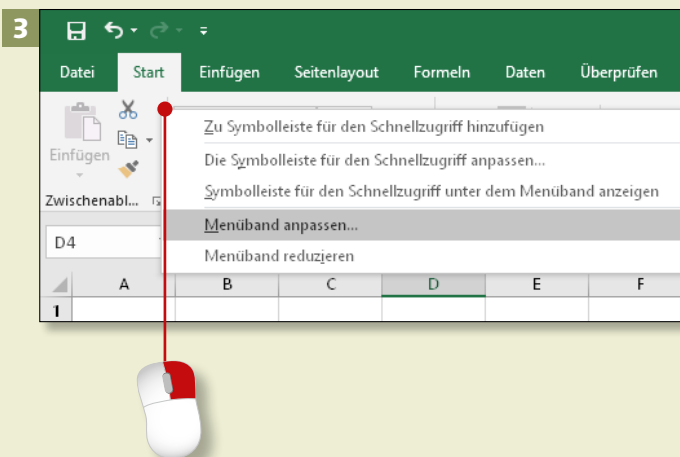 3
Datei Start Einfügen Seitenlayout Formeln Daten Überprüfen
Zu Symbolleiste für den Schnellzugriff hinzufügen
Einfügen
Die Symbolleiste für den Schnellzugriff anpassen...
Symbolleiste für den Schnellzugriff unter dem Menüband anzeigen
Zwischenabl...
Menüband anpassen...
D4
Menüband reduzieren
A B C D E F
1